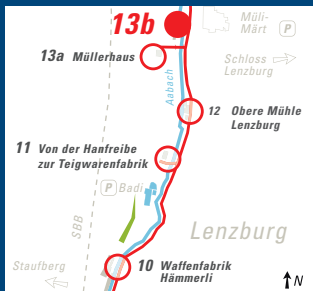 13b
Müli-
Märt P
13a Müllerhaus
Schloss
Lenzburg
Aabach
12 Obere Mühle
Lenzburg
11 Von der Hanfreibe
zur Teigwarenfabrik
P Badi
SBB
Lenzburg
Staufberg
10 Waffenfabrik
Hämmerli
N